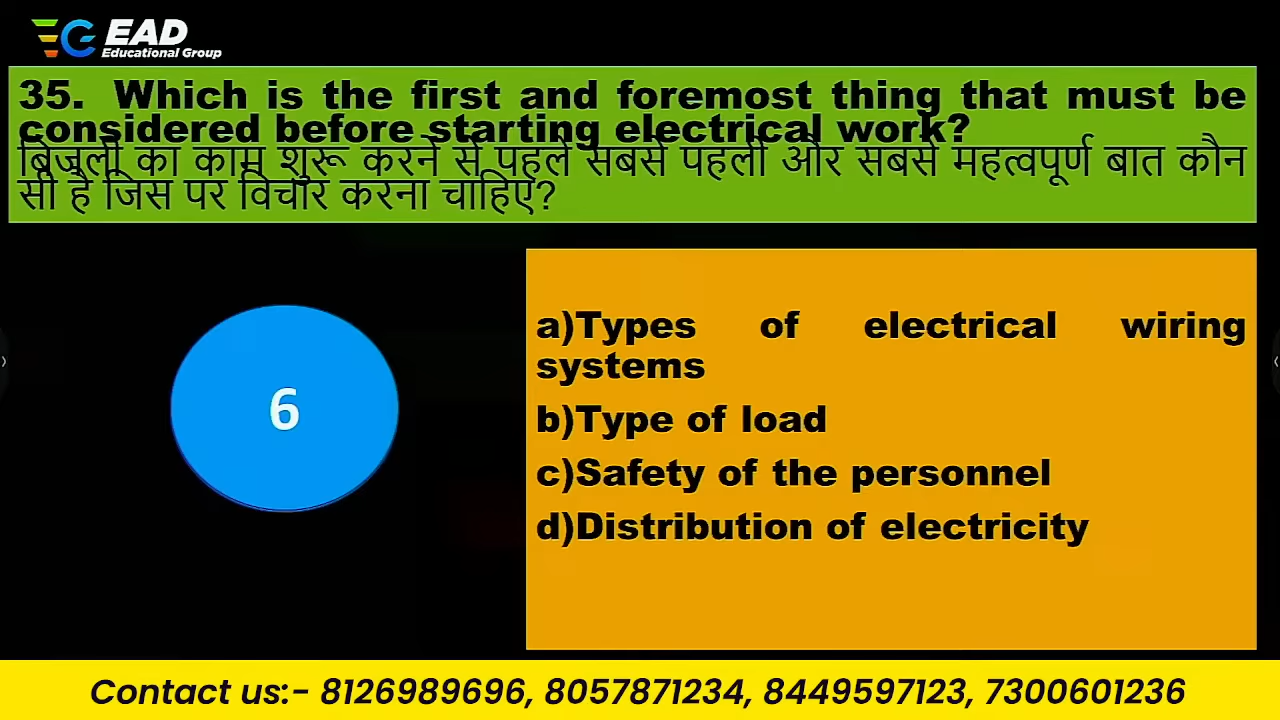 EAD
Educational Group
35. Which is the first and foremost thing that must be
considered before starting electrical work?
बिजली का काम शुरू करने से पहले सबसे पहली और सबसे महत्वपूर्ण बात कौन
सी है जिस पर विचार करना चाहिए?
6
a)Types of electrical wiring
systems
b)Type of load
c)Safety of the personnel
d)Distribution of electricity
Contact us:- 8126989696, 8057871234, 8449597123, 7300601236